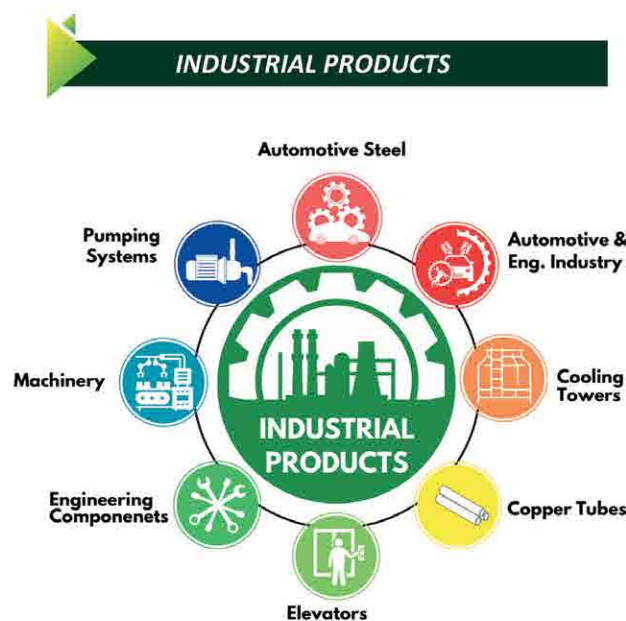 INDUSTRIAL PRODUCTS
Automotive Steel
Pumping
Systems
Automotive &
Eng. Industry
Machinery
Cooling
Towers
INDUSTRIAL
PRODUCTS
Engineering
Componenets
Copper Tubes
Elevators